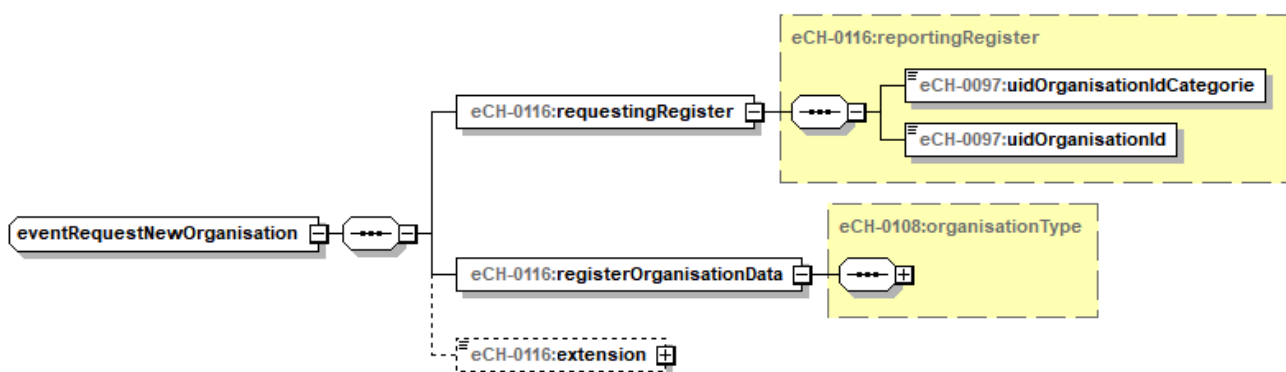 eCH-0116:reportingRegister
eCH-0097:uidOrganisationIdCategorie
eCH-0116:requestingRegister
eCH-0097:uidOrganisationId
eventRequestNewOrganisation
eCH-0108:organisationType
eCH-0116:registerOrganisationData
eCH-0116:extension